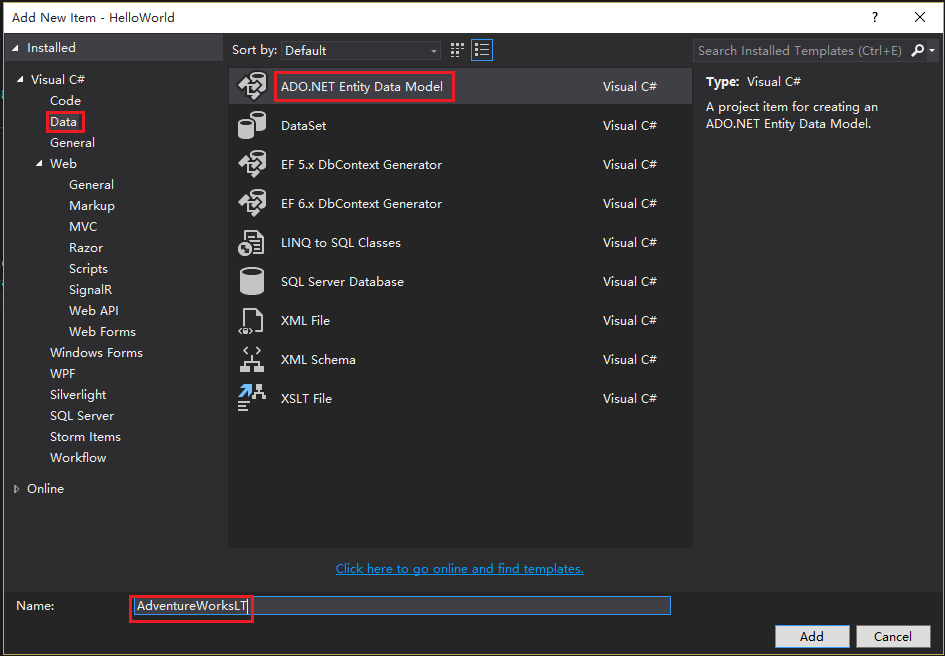 Add New Item - HelloWorld
?
Installed
Sort by: Default
Search Installed Templates (Ctrl+E)
Visual C#
Code
Data
General
Web
General
Markup
MVC
Razor
Scripts
SignalR
Web API
Web Forms
Windows Forms
WPF
Silverlight
SQL Server
Storm Items
Workflow
Online
ADO.NET Entity Data Model Visual C#
DataSet Visual C#
EF 5.x DbContext Generator Visual C#
EF 6.x DbContext Generator Visual C#
LINQ to SQL Classes Visual C#
SQL Server Database Visual C#
XML File Visual C#
XML Schema Visual C#
XSLT File Visual C#
Click here to go online and find templates.
Type: Visual C#
A project item for creating an
ADO.NET Entity Data Model.
Name: AdventureWorksLT
Add Cancel